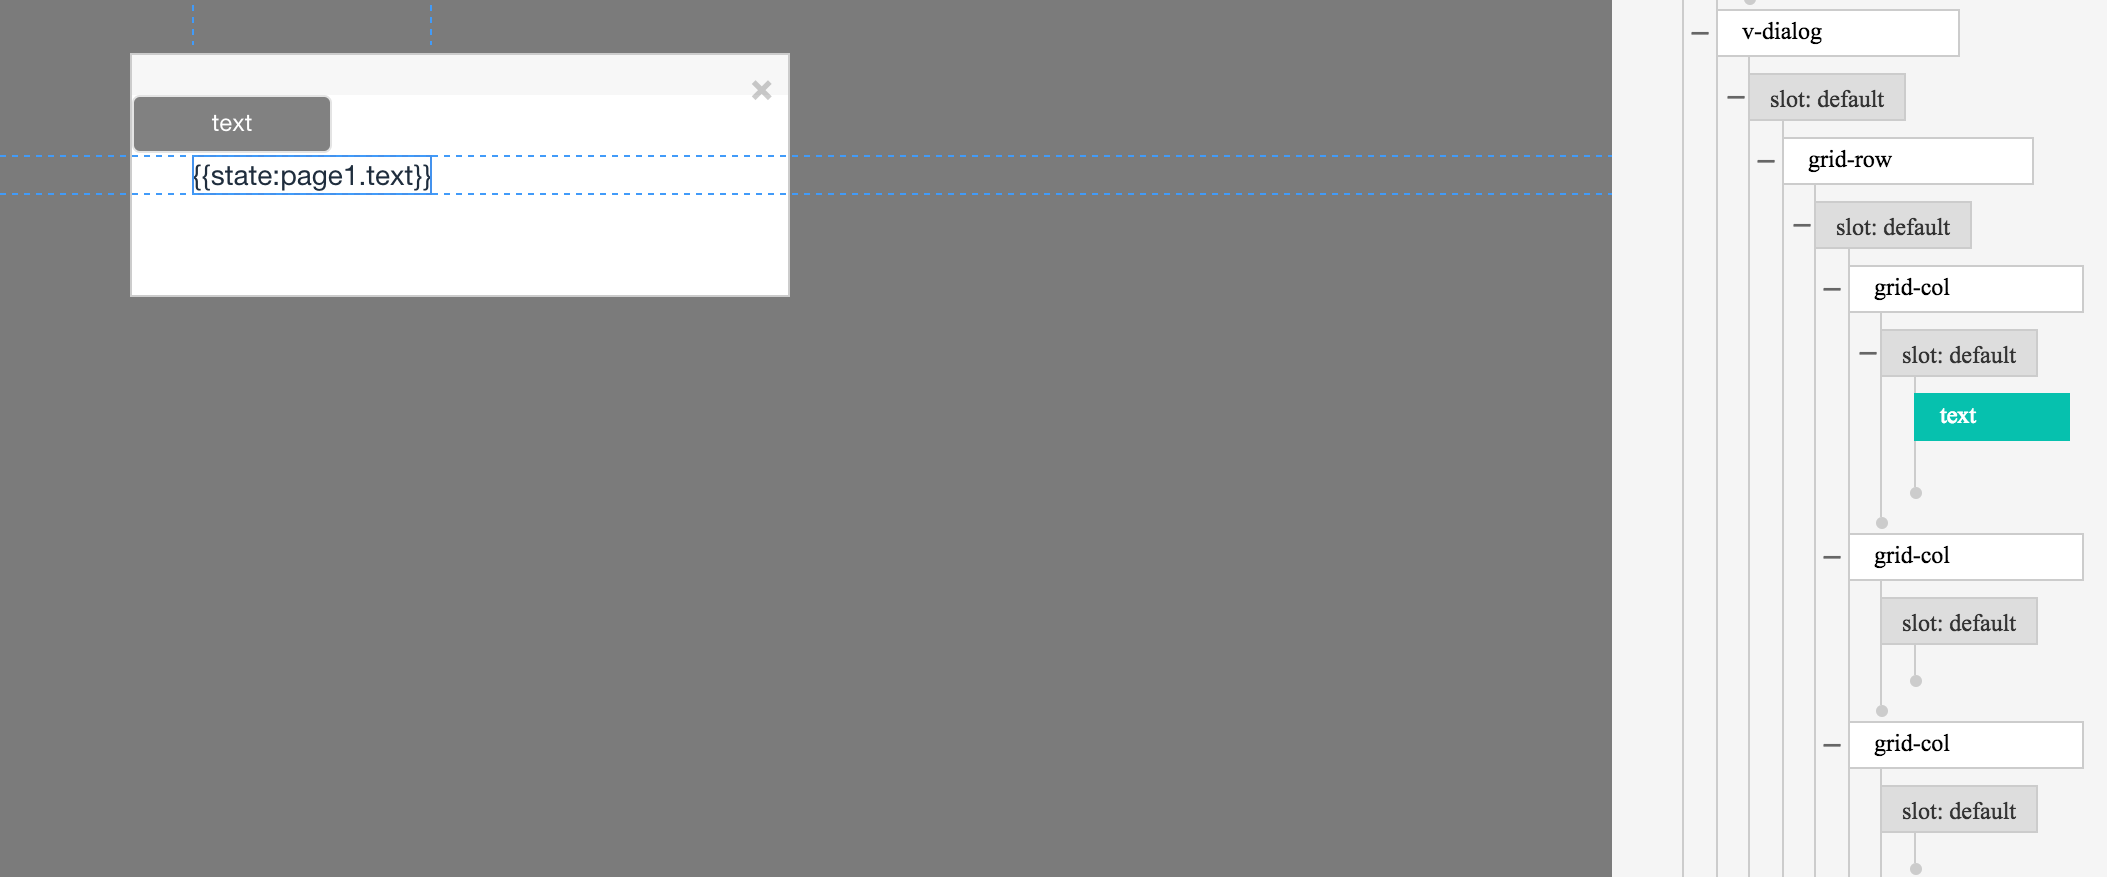 text
{{state:page1.text}}
v-dialog
slot: default
grid-row
slot: default
grid-col
slot: default
text
grid-col
slot: default
grid-col
slot: default